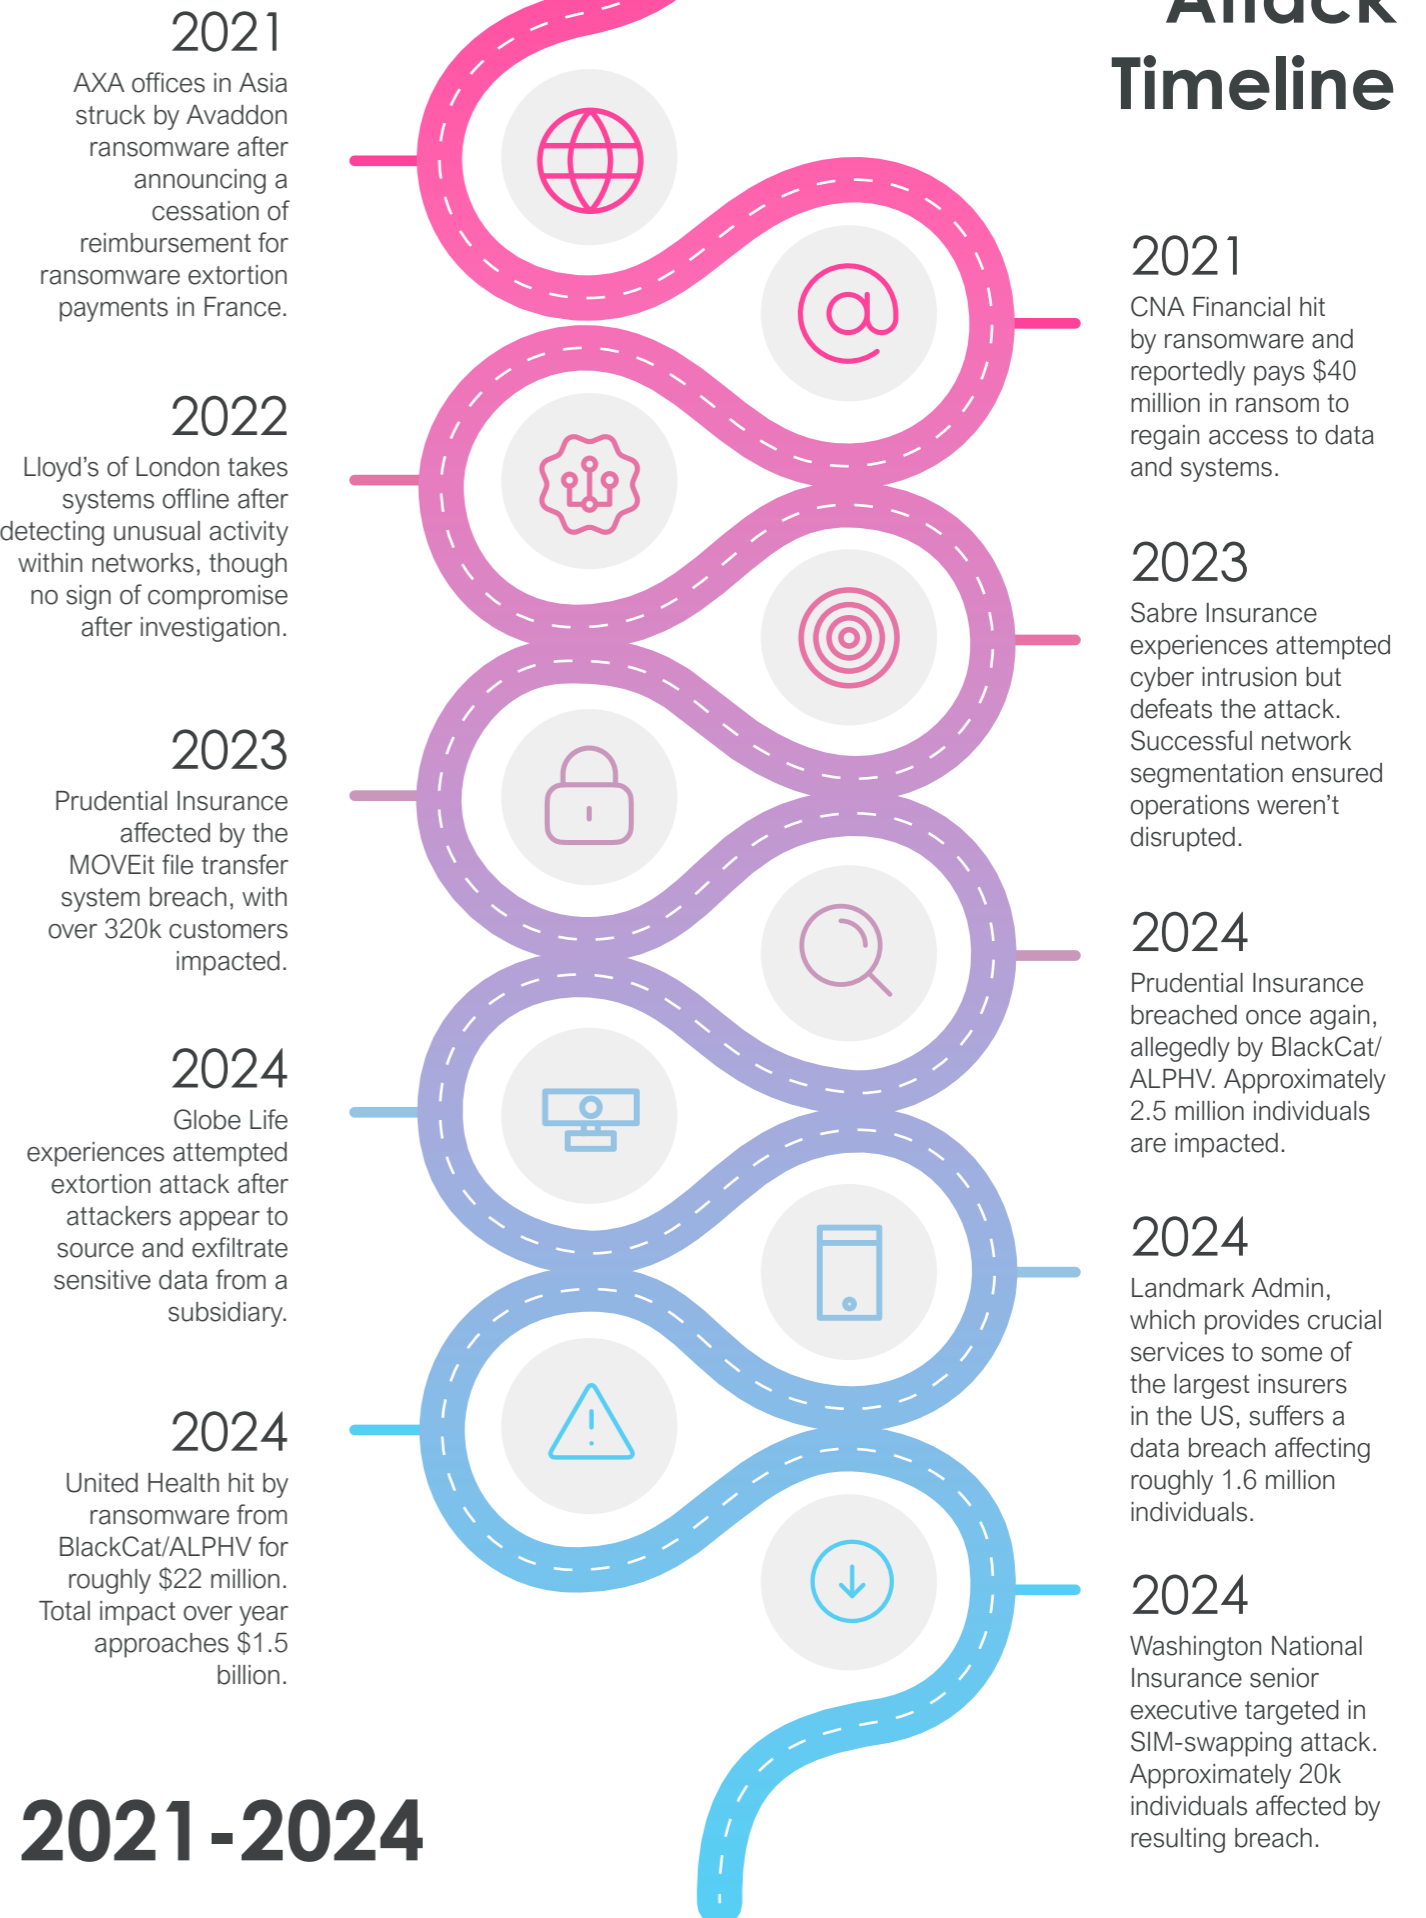 Attack
Timeline
2021
AXA offices in Asia
struck by Avaddon
ransomware after
announcing a
cessation of
reimbursement for
ransomware extortion
payments in France.
2021
CNA Financial hit
by ransomware and
reportedly pays $40
million in ransom to
regain access to data
and systems.
2022
Lloyd's of London takes
systems offline after
detecting unusual activity
within networks, though
no sign of compromise
after investigation.
2023
Sabre Insurance
experiences attempted
cyber intrusion but
defeats the attack.
Successful network
segmentation ensured
operations weren't
disrupted.
2023
Prudential Insurance
affected by the
MOVEit file transfer
system breach, with
over 320k customers
impacted.
2024
Prudential Insurance
breached once again,
allegedly by BlackCat/
ALPHV. Approximately
2.5 million individuals
are impacted.
2024
Globe Life
experiences attempted
extortion attack after
attackers appear to
source and exfiltrate
sensitive data from a
subsidiary.
2024
Landmark Admin,
which provides crucial
services to some of
the largest insurers
in the US, suffers a
data breach affecting
roughly 1.6 million
individuals.
2024
United Health hit by
ransomware from
BlackCat/ALPHV for
roughly $22 million.
Total impact over year
approaches $1.5
billion.
2024
Washington National
Insurance senior
executive targeted in
SIM-swapping attack.
Approximately 20k
individuals affected by
resulting breach.
2021-2024